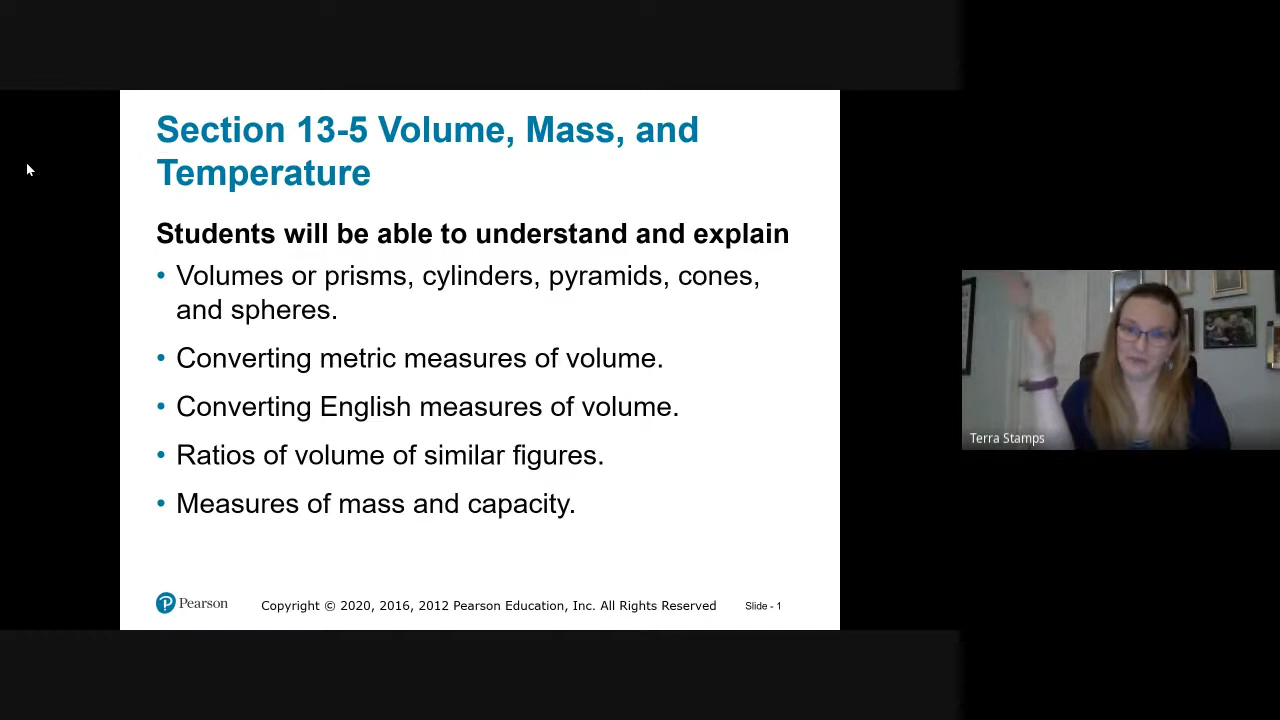 Section 13-5 Volume, Mass, and
Temperature
Students will be able to understand and explain
• Volumes or prisms, cylinders, pyramids, cones,
and spheres.
• Converting metric measures of volume.
• Converting English measures of volume.
• Ratios of volume of similar figures.
• Measures of mass and capacity.
Pearson
Copyright © 2020, 2016, 2012 Pearson Education, Inc. All Rights Reserved
Slide - 1
Terra Stamps